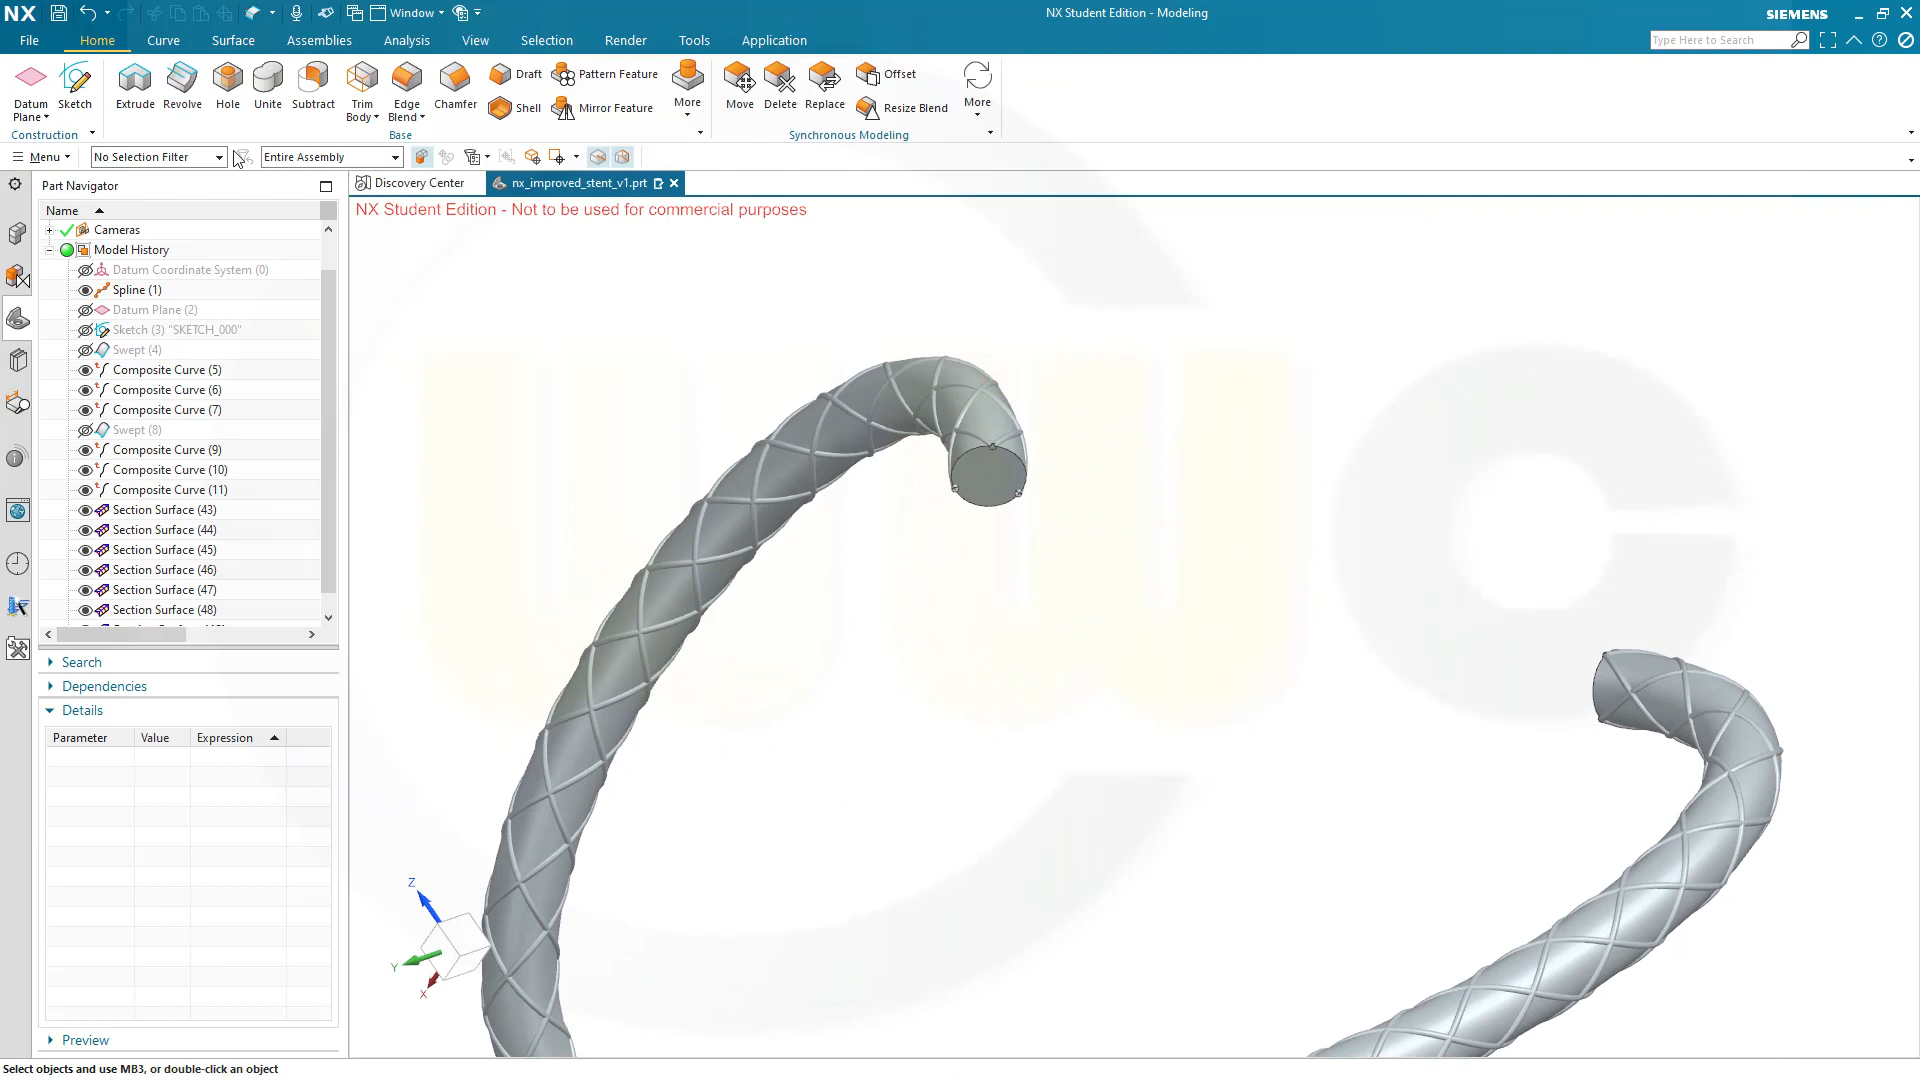 NX
Window
NX Student Edition - Modeling
SIEMENS
File
Home
Curve
Surface
Assemblies
Analysis
View
Selection
Render
Tools
Application
Type Here to Search
Datum Plane
Sketch
Extrude
Revolve
Hole
Unite
Subtract
Trim Body
Edge Blend
Chamfer
Draft
Shell
Pattern Feature
Mirror Feature
More
Move
Delete
Replace
Offset
Resize Blend
More
Construction
Base
Synchronous Modeling
Menu
No Selection Filter
Entire Assembly
Part Navigator
Discovery Center
nx_improved_stent_v1.prt
Name
NX Student Edition - Not to be used for commercial purposes
Cameras
Model History
Datum Coordinate System (0)
Spline (1)
Datum Plane (2)
Sketch (3) "SKETCH_000"
Swept (4)
Composite Curve (5)
Composite Curve (6)
Composite Curve (7)
Swept (8)
Composite Curve (9)
Composite Curve (10)
Composite Curve (11)
Section Surface (43)
Section Surface (44)
Section Surface (45)
Section Surface (46)
Section Surface (47)
Section Surface (48)
Search
Dependencies
Details
Parameter
Value
Expression
Preview
Z
Y
X
Select objects and use MB3, or double-click an object